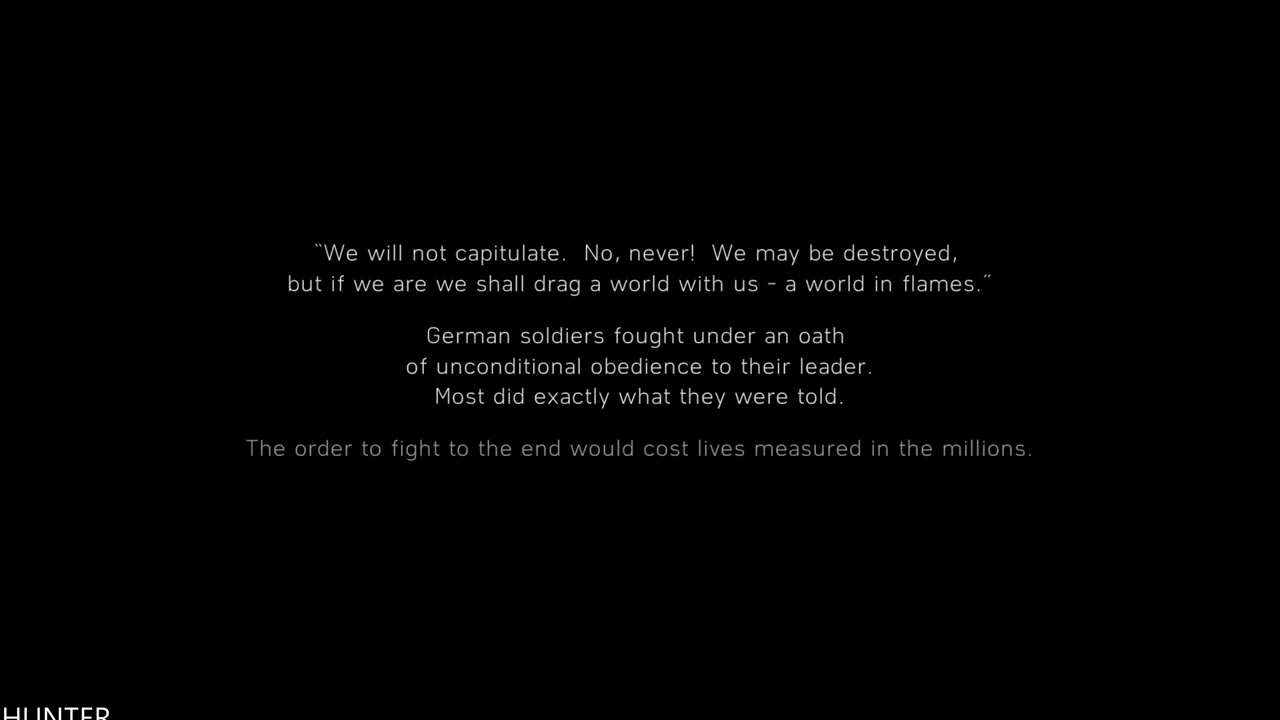 “We will not capitulate.  No, never!  We may be destroyed,
but if we are we shall drag a world with us - a world in flames.”
German soldiers fought under an oath
of unconditional obedience to their leader.
Most did exactly what they were told.
The order to fight to the end would cost lives measured in the millions.
HUNTER